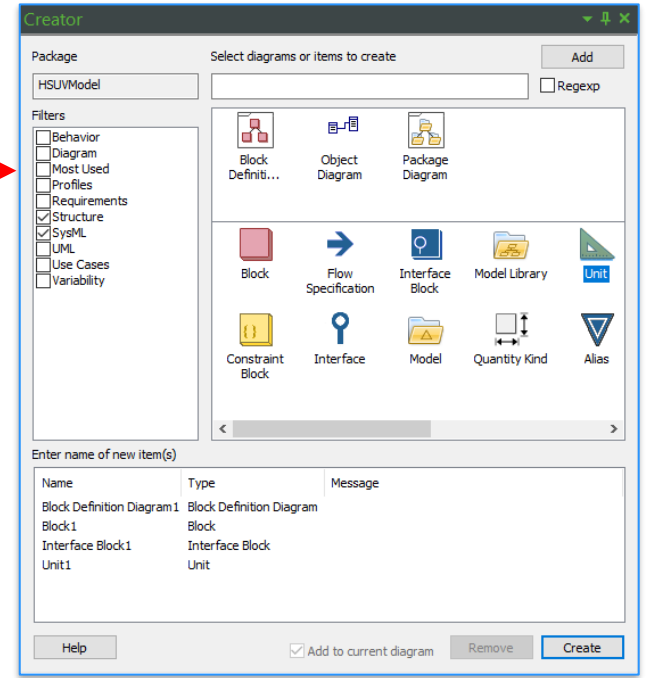 Creator
Package
Select diagrams or items to create
Add
HSUVModel
Regexp
Filters
Behavior
Diagram
Most Used
Profiles
Requirements
Structure
SysML
UML
Use Cases
Variability
Block
Definiti...
Object
Diagram
Package
Diagram
Block
Flow
Specification
Interface
Block
Model Library
Unit
Constraint
Block
Interface
Model
Quantity Kind
Alias
Enter name of new item(s)
Name Type Message
Block Definition Diagram1 Block Definition Diagram
Block1 Block
Interface Block1 Interface Block
Unit1 Unit
Help
Add to current diagram
Remove
Create